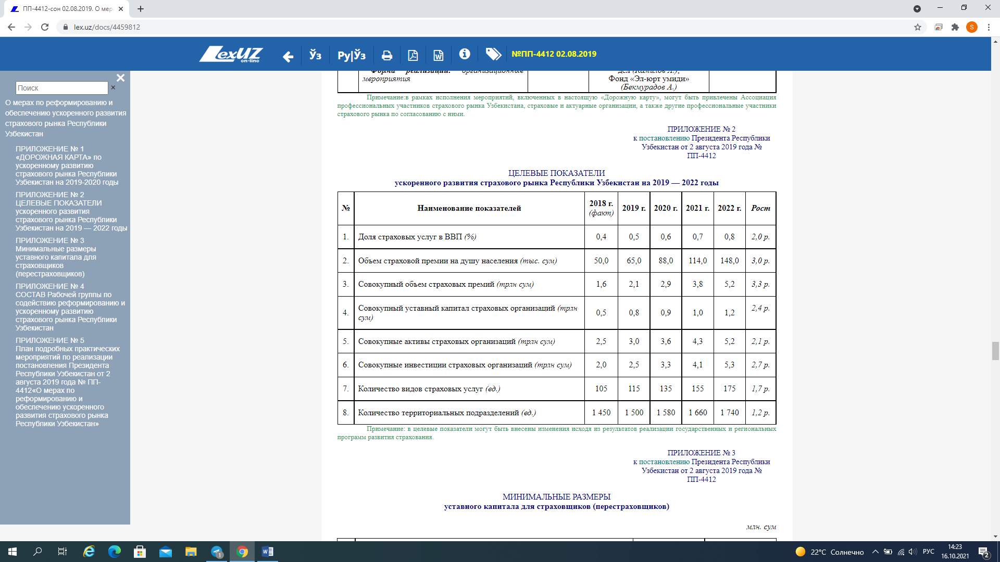 ПП-4412-сон 02.08.2019. О мер
lex.uz/docs/4459812
S
LexUZ
on-line
Ўз
Ру|Ўз
№ПП-4412 02.08.2019
Поиск
О мерах по реформированию и
обеспечению ускоренного развития
страхового рынка Республики
Узбекистан
ПРИЛОЖЕНИЕ № 1
«ДОРОЖНАЯ КАРТА» по
ускоренному развитию
страхового рынка Республики
Узбекистан на 2019-2020 годы
ПРИЛОЖЕНИЕ № 2
ЦЕЛЕВЫЕ ПОКАЗАТЕЛИ
ускоренного развития
страхового рынка Республики
Узбекистан на 2019 — 2022 годы
ПРИЛОЖЕНИЕ № 3
Минимальные размеры
уставного капитала для
страховщиков
(перестраховщиков)
ПРИЛОЖЕНИЕ № 4
СОСТАВ Рабочей группы по
содействию реформированию и
ускоренному развитию
страхового рынка Республики
Узбекистан
ПРИЛОЖЕНИЕ № 5
План подробных практических
мероприятий по реализации
постановления Президента
Республики Узбекистан от 2
августа 2019 года № ПП-
4412«О мерах по
реформированию и
обеспечению ускоренного
развития страхового рынка
Республики Узбекистан»
Форма реализации: организационные
мероприятия
дел (Камилов А.),
Фонд «Эл-юрт умиди»
(Бекмурадов А.)
Примечание:в рамках исполнения мероприятий, включенных в настоящую «Дорожную карту», могут быть привлечены Ассоциация
профессиональных участников страхового рынка Узбекистана, страховые и актуарные организации, а также другие профессиональные участники
страхового рынка по согласованию с ними.
ПРИЛОЖЕНИЕ № 2
к постановлению Президента Республики
Узбекистан от 2 августа 2019 года №
ПП-4412
ЦЕЛЕВЫЕ ПОКАЗАТЕЛИ
ускоренного развития страхового рынка Республики Узбекистан на 2019 — 2022 годы
№ Наименование показателей 2018 г. (факт) 2019 г. 2020 г. 2021 г. 2022 г. Рост
1. Доля страховых услуг в ВВП (%) 0,4 0,5 0,6 0,7 0,8 2,0 р.
2. Объем страховой премии на душу населения (тыс. сум) 50,0 65,0 88,0 114,0 148,0 3,0 р.
3. Совокупный объем страховых премий (трлн сум) 1,6 2,1 2,9 3,8 5,2 3,3 р.
4. Совокупный уставный капитал страховых организаций (трлн сум) 0,5 0,8 0,9 1,0 1,2 2,4 р.
5. Совокупные активы страховых организаций (трлн сум) 2,5 3,0 3,6 4,3 5,2 2,1 р.
6. Совокупные инвестиции страховых организаций (трлн сум) 2,0 2,5 3,3 4,1 5,3 2,7 р.
7. Количество видов страховых услуг (ед.) 105 115 135 155 175 1,7 р.
8. Количество территориальных подразделений (ед.) 1 450 1 500 1 580 1 660 1 740 1,2 р.
Примечание: в целевые показатели могут быть внесены изменения исходя из результатов реализации государственных и региональных
программ развития страхования.
ПРИЛОЖЕНИЕ № 3
к постановлению Президента Республики
Узбекистан от 2 августа 2019 года №
ПП-4412
МИНИМАЛЬНЫЕ РАЗМЕРЫ
уставного капитала для страховщиков (перестраховщиков)
млн. сум
1
22°C Солнечно
РУС
14:23
16.10.2021
2